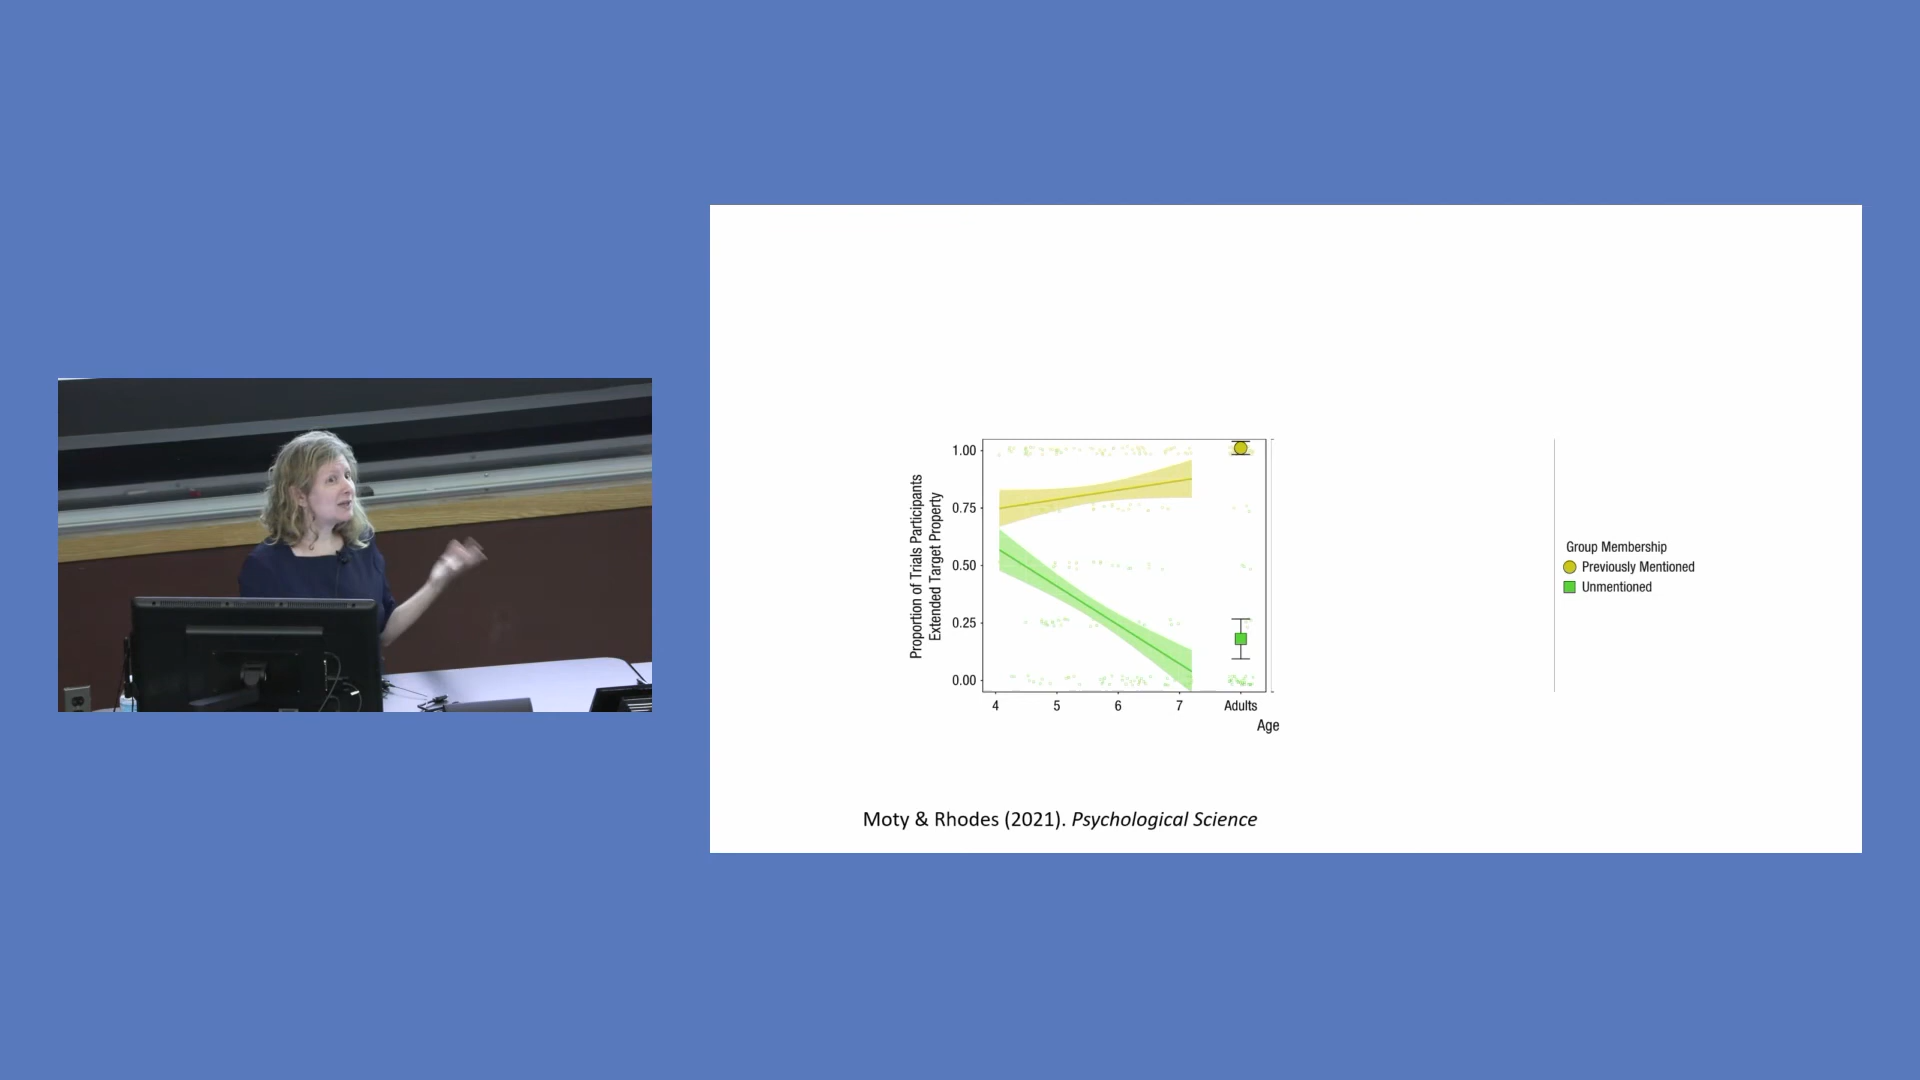 Proportion of Trials Participants
Extended Target Property
1.00
0.75
0.50
0.25
0.00
4 5 6 7 Adults
Age
Group Membership
Previously Mentioned
Unmentioned
Moty & Rhodes (2021). Psychological Science